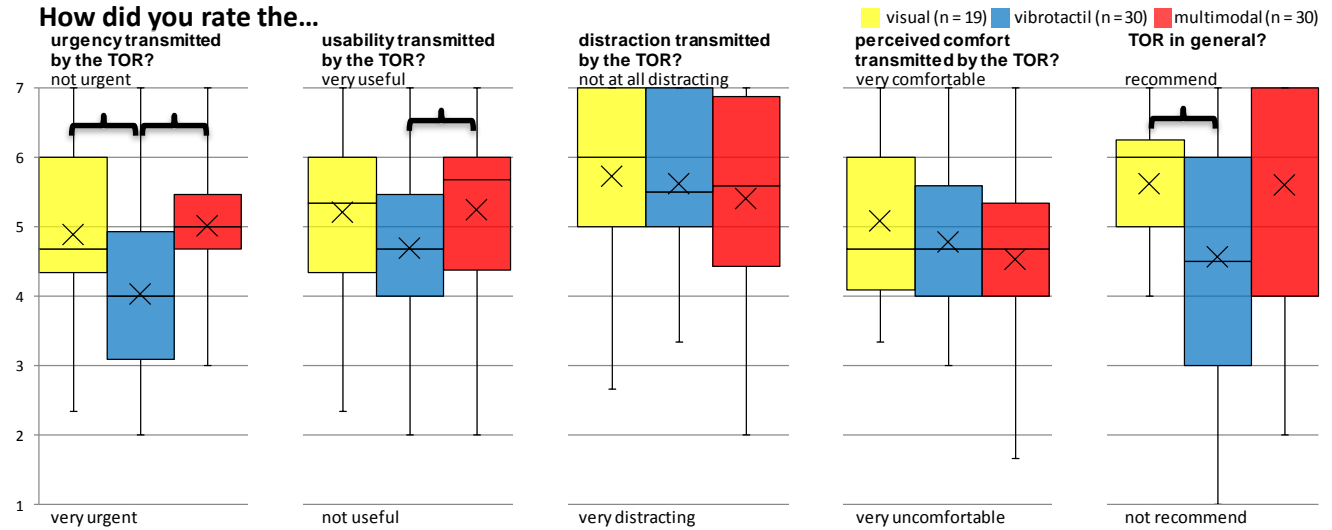 How did you rate the...
visual (n = 19) vibrotactil (n = 30) multimodal (n = 30)
urgency transmitted
by the TOR?
not urgent
usability transmitted
by the TOR?
very useful
distraction transmitted
by the TOR?
not at all distracting
perceived comfort
transmitted by the TOR?
very comfortable
TOR in general?
recommend
7
6
5
4
3
2
1
very urgent
not useful
very distracting
very uncomfortable
not recommend